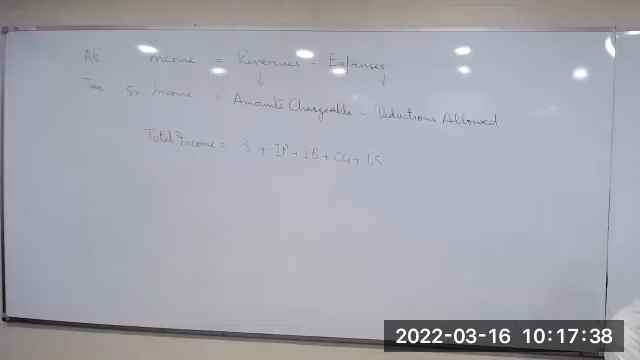 A/c Income = Revenues - Expenses
↓ ↓
Tax 5x Income = Amounts Chargeable - Deductions Allowed
Total Income = S + IP + IB + CG + I.S
2022-03-16 10:17:38